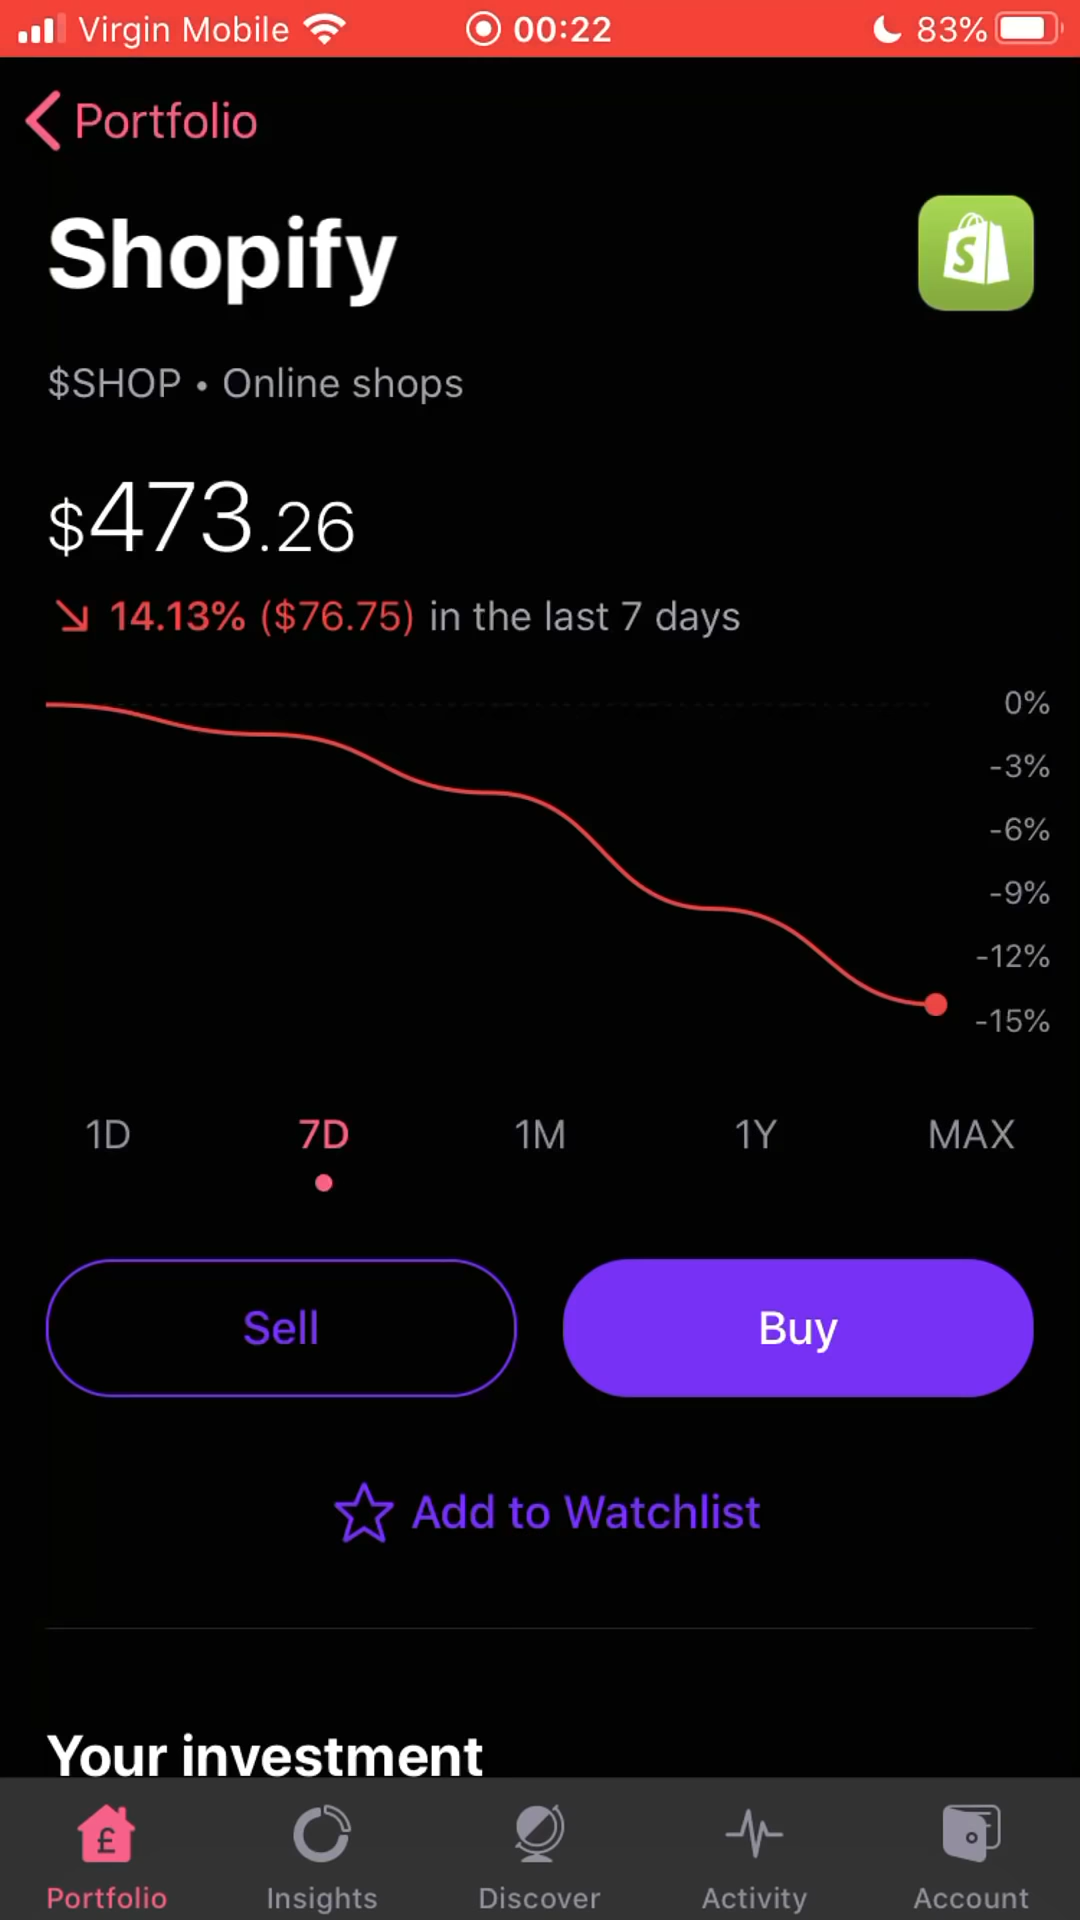 Virgin Mobile 00:22 83%
Portfolio
Shopify
S
$SHOP • Online shops
$473.26
14.13% ($76.75) in the last 7 days
0%
-3%
-6%
-9%
-12%
-15%
1D 7D 1M 1Y MAX
Sell Buy
Add to Watchlist
Your investment
£
Portfolio Insights Discover Activity Account